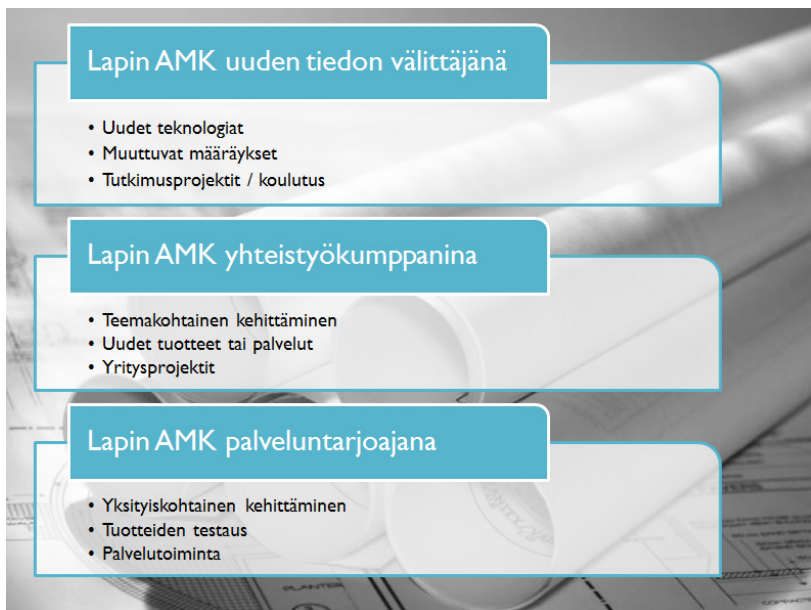 Lapin AMK uuden tiedon välittäjänä
• Uudet teknologiat
• Muuttuvat määräykset
• Tutkimusprojektit / koulutus
Lapin AMK yhteistyökumppanina
• Teemakohtainen kehittäminen
• Uudet tuotteet tai palvelut
• Yritysprojektit
Lapin AMK palveluntarjoajana
• Yksityiskohtainen kehittäminen
• Tuotteiden testaus
• Palvelutoiminta
PLANTER